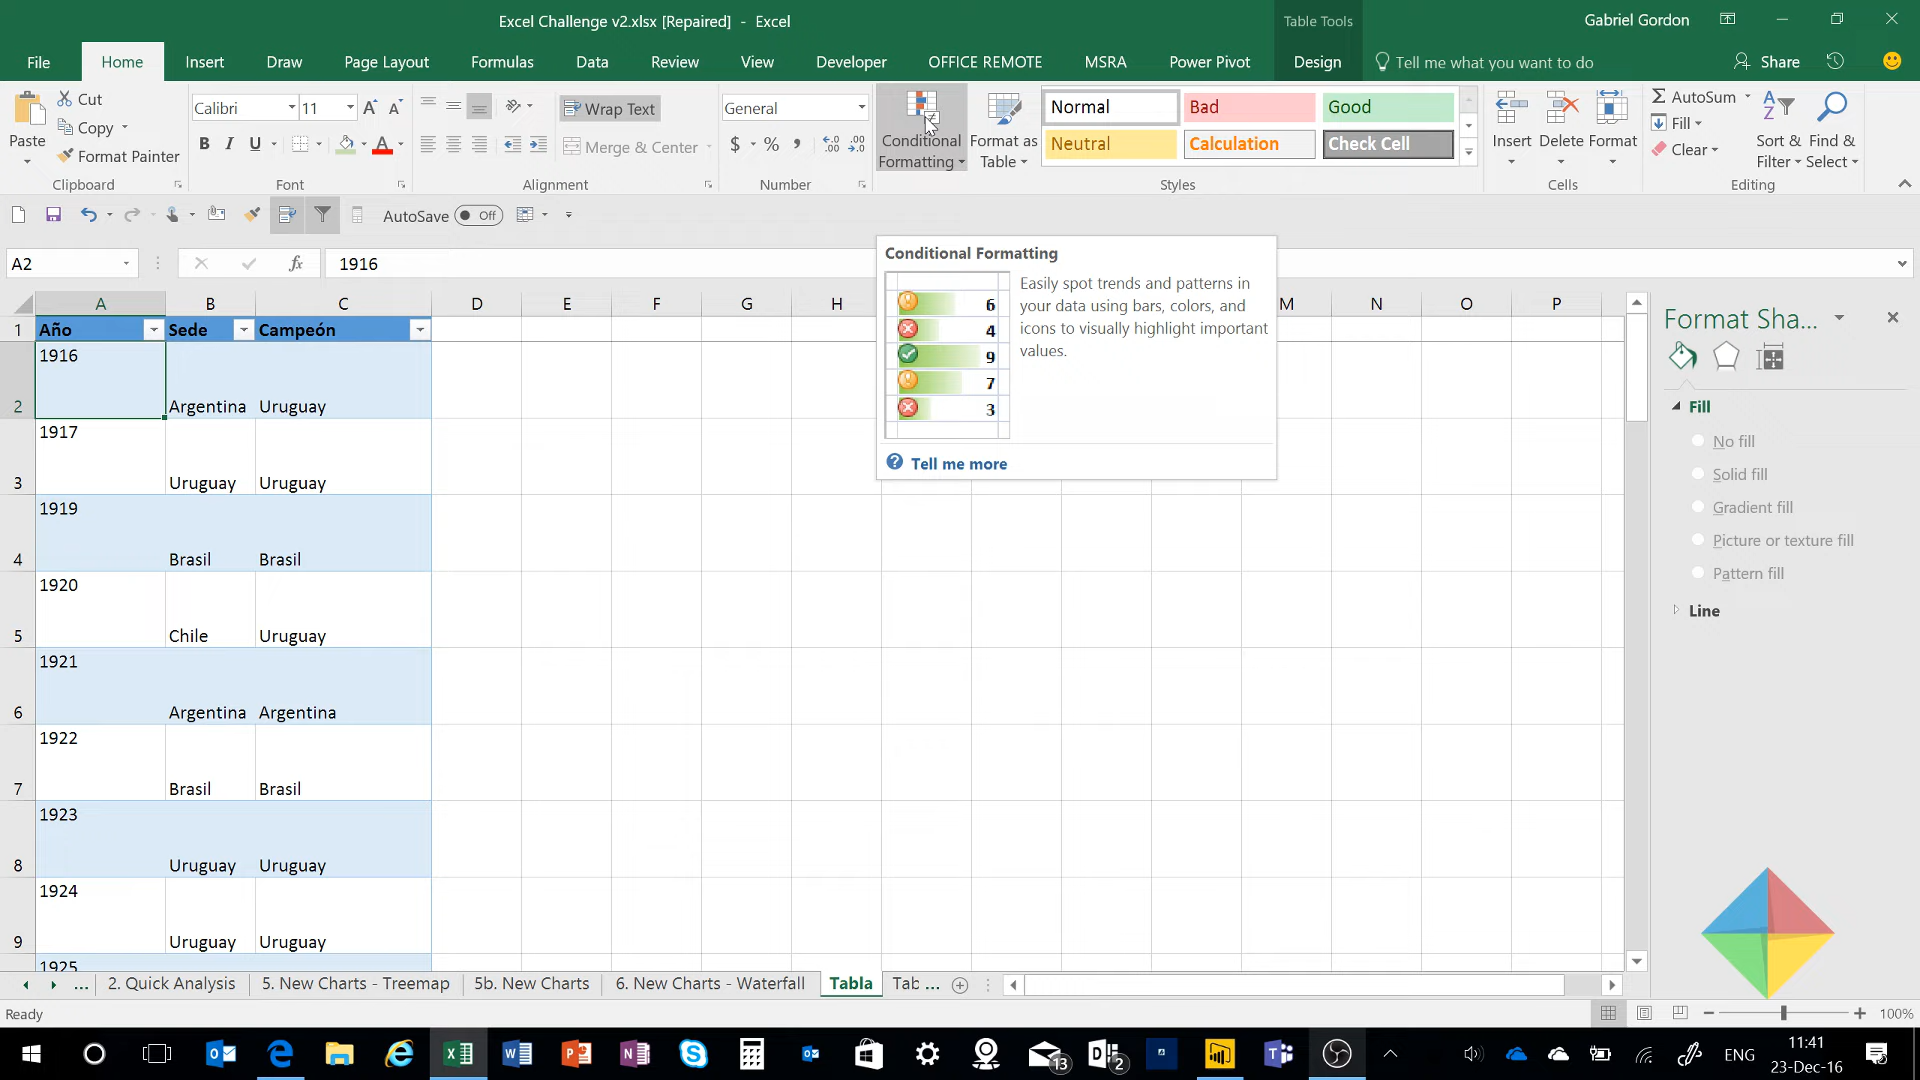 Excel Challenge v2.xlsx [Repaired] - Excel
Table Tools
Gabriel Gordon
File Home Insert Draw Page Layout Formulas Data Review View Developer OFFICE REMOTE MSRA Power Pivot Design Tell me what you want to do Share
Paste
Cut
Copy
Format Painter
Clipboard
Calibri 11
B I U
Font
Wrap Text
Merge & Center
Alignment
General
$ % ,
Number
Conditional Formatting
Format as Table
Normal Bad Good
Neutral Calculation Check Cell
Styles
Insert Delete Format
Cells
AutoSum
Fill
Clear
Sort & Filter
Find & Select
Editing
AutoSave Off
A2 fx 1916
Conditional Formatting
Easily spot trends and patterns in
your data using bars, colors, and
icons to visually highlight important
values.
6
4
9
7
3
Tell me more
A B C D E F G H M N O P
1 Año Sede Campeón
2 1916 Argentina Uruguay
3 1917 Uruguay Uruguay
4 1919 Brasil Brasil
5 1920 Chile Uruguay
6 1921 Argentina Argentina
7 1922 Brasil Brasil
8 1923 Uruguay Uruguay
9 1924 Uruguay Uruguay
1925
Format Sha...
Fill
No fill
Solid fill
Gradient fill
Picture or texture fill
Pattern fill
Line
... 2. Quick Analysis 5. New Charts - Treemap 5b. New Charts 6. New Charts - Waterfall Tabla Tab ...
Ready
100%
13
2
ENG
11:41
23-Dec-16